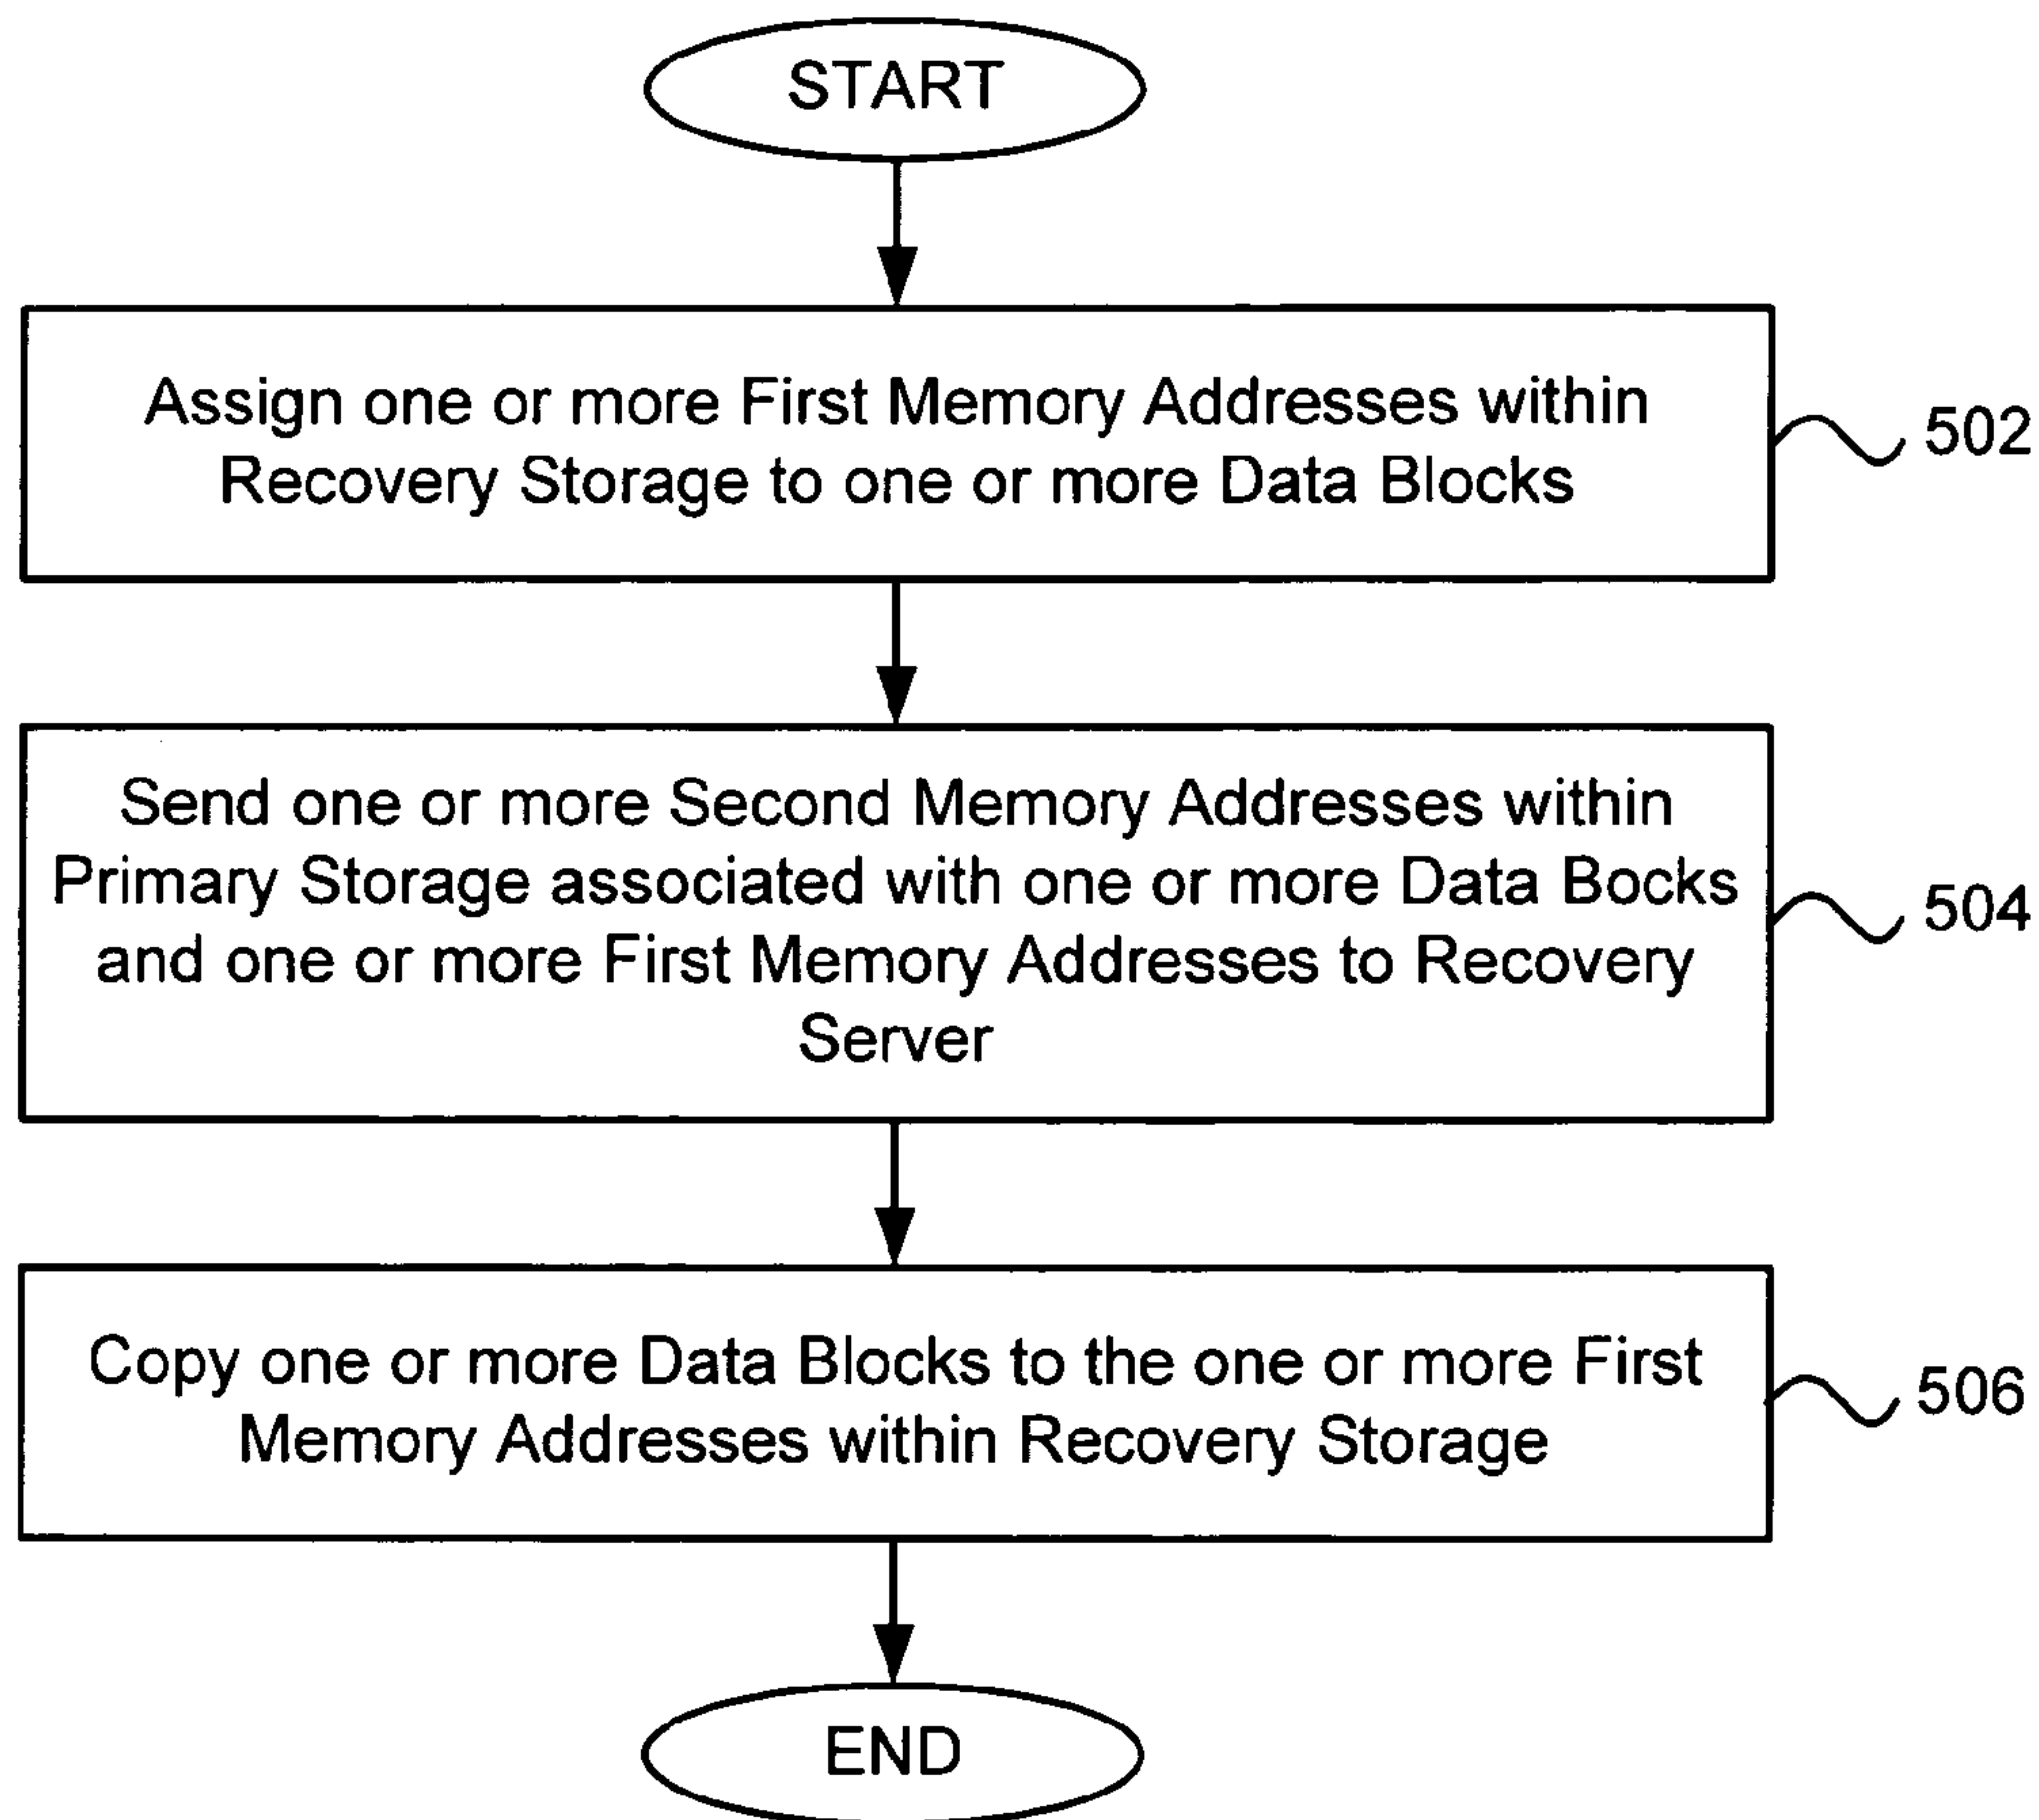 START
Assign one or more First Memory Addresses within
Recovery Storage to one or more Data Blocks
502
Send one or more Second Memory Addresses within
Primary Storage associated with one or more Data Bocks
and one or more First Memory Addresses to Recovery
Server
504
Copy one or more Data Blocks to the one or more First
Memory Addresses within Recovery Storage
506
END